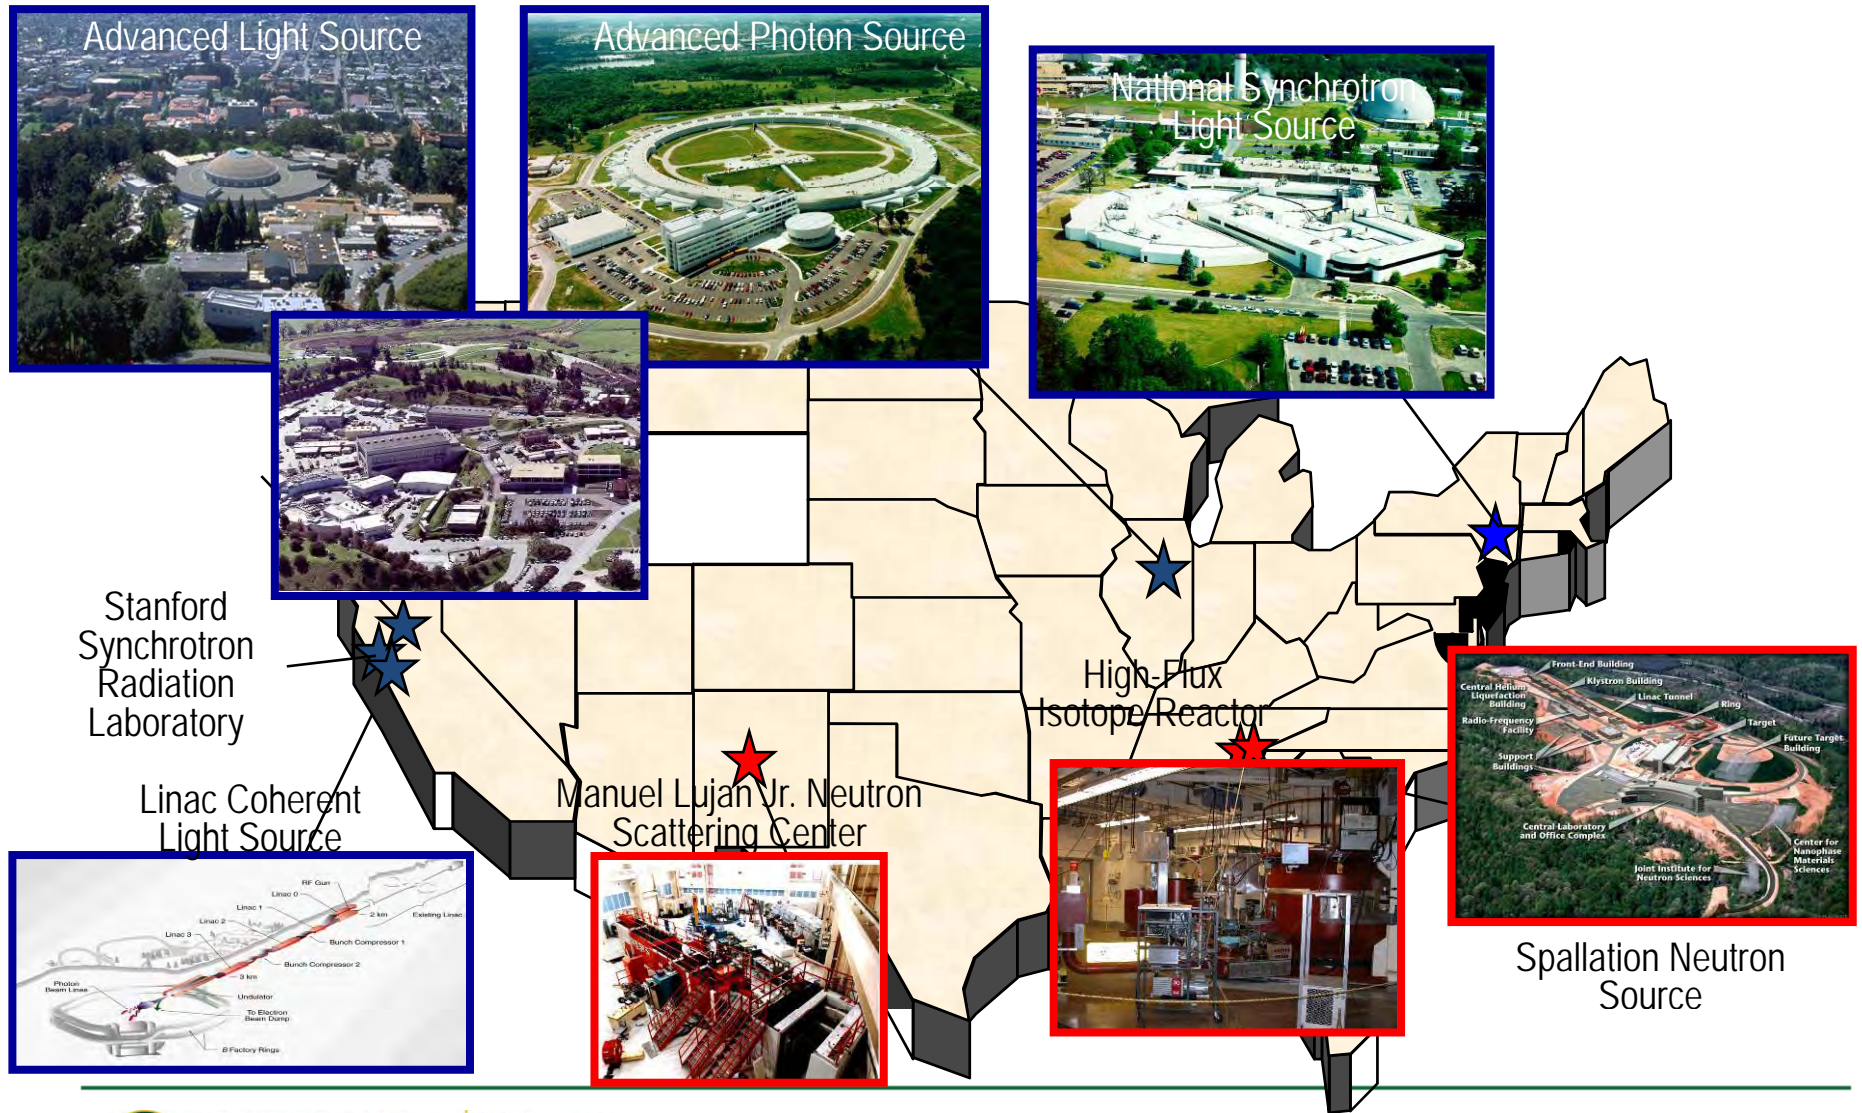 Advanced Light Source
Advanced Photon Source
National Synchrotron
Light Source
Stanford
Synchrotron
Radiation
Laboratory
Linac Coherent
Light Source
Manuel Lujan Jr. Neutron
Scattering Center
High-Flux
Isotope Reactor
Front-End Building
Klystron Building
Central Helium
Liquefaction
Building
Linac Tunnel
Ring
Radio-Frequency
Facility
Target
Future Target
Building
Support
Buildings
Central Laboratory
and Office Complex
Center for
Nanophase
Materials
Sciences
Joint Institute for
Neutron Sciences
Spallation Neutron
Source
RF Gun
Linac 0
Linac 1
2 km
Existing Linac
Linac 2
Linac 3
Bunch Compressor 1
Bunch Compressor 2
3 km
Photon
Beam Lines
Undulator
To Electron
Beam Dump
B Factory Rings